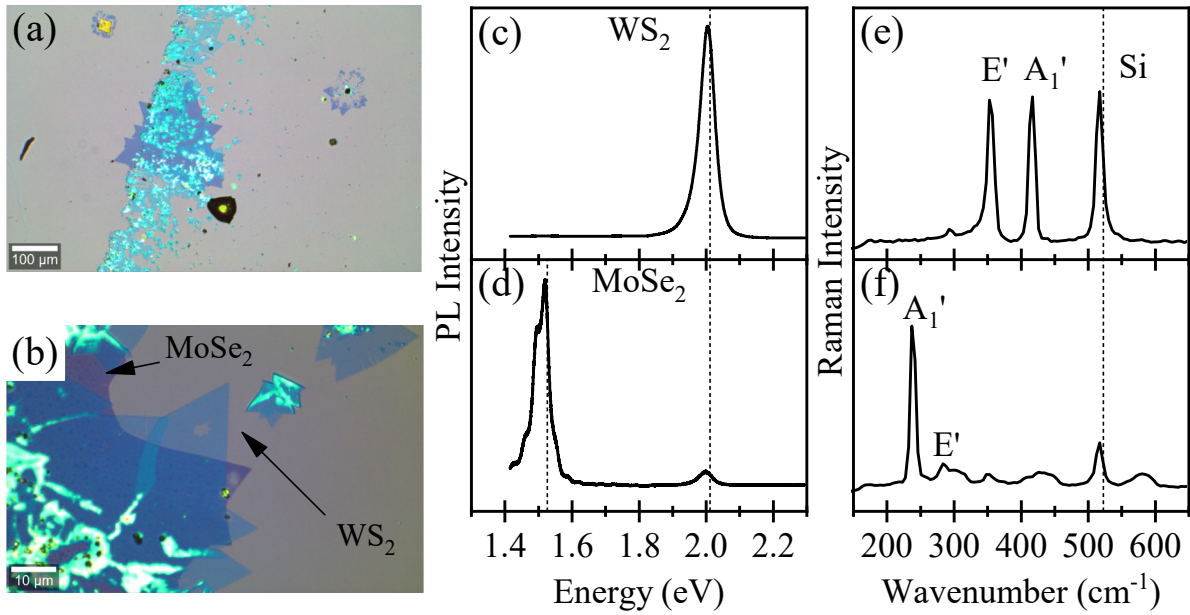 (a)
100 µm
(b)
MoSe₂
WS₂
10 µm
(c)
WS₂
(d)
MoSe₂
PL Intensity
1.4 1.6 1.8 2.0 2.2
Energy (eV)
(e)
E' A₁' Si
(f)
A₁'
E'
Raman Intensity
200 300 400 500 600
Wavenumber (cm⁻¹)